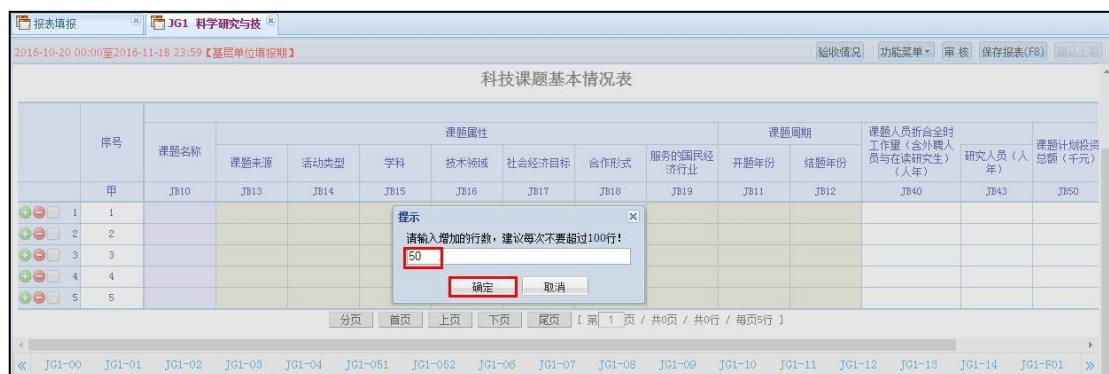 报表填报 JG1 科学研究与技
2016-10-20 00:00至2016-11-18 23:59【基层单位填报期】 验收情况 功能菜单 审 核 保存报表(F8) 确认上报
科技课题基本情况表
序号 课题名称 课题属性 课题周期 课题人员折合全时工作量(含外聘人员与在读研究生)(人年) 研究人员(人年) 课题计划投资总额(千元)
课题来源 活动类型 学科 技术领域 社会经济目标 合作形式 服务的国民经济行业 开题年份 结题年份
甲 JB10 JB13 JB14 JB15 JB16 JB17 JB18 JB19 JB11 JB12 JB40 JB43 JB50
1 1
2 2
3 3
4 4
5 5
提示
请输入增加的行数,建议每次不要超过100行!
50
确定 取消
分页 首页 上页 下页 尾页 [ 第 1 页 / 共0页 / 共0行 / 每页5行 ]
« JG1-00 JG1-01 JG1-02 JG1-03 JG1-04 JG1-051 JG1-052 JG1-06 JG1-07 JG1-08 JG1-09 JG1-10 JG1-11 JG1-12 JG1-13 JG1-14 JG1-F01 »